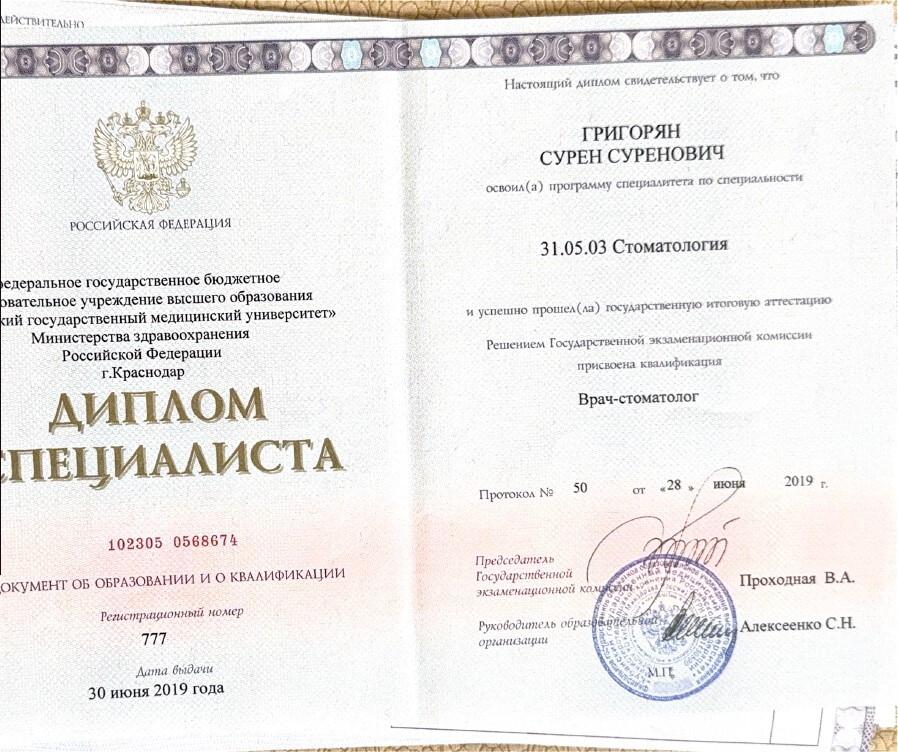 ДЕЙСТВИТЕЛЬНО
РОССИЙСКАЯ ФЕДЕРАЦИЯ
едеральное государственное бюджетное
овательное учреждение высшего образования
кий государственный медицинский университет»
Министерства здравоохранения
Российской Федерации
г.Краснодар
ДИПЛОМ
СПЕЦИАЛИСТА
102305 0568674
ДОКУМЕНТ ОБ ОБРАЗОВАНИИ И О КВАЛИФИКАЦИИ
Регистрационный номер
777
Дата выдачи
30 июня 2019 года
Настоящий диплом свидетельствует о том, что
ГРИГОРЯН
СУРЕН СУРЕНОВИЧ
освоил(а) программу специалитета по специальности
31.05.03 Стоматология
и успешно прошел(ла) государственную итоговую аттестацию
Решением Государственной экзаменационной комиссии
присвоена квалификация
Врач-стоматолог
Протокол № 50 от «28» июня 2019 г.
Председатель
Государственной
экзаменационной комиссии
Проходная В.А.
Руководитель образовательной
организации
Алексеенко С.Н.
М.П.